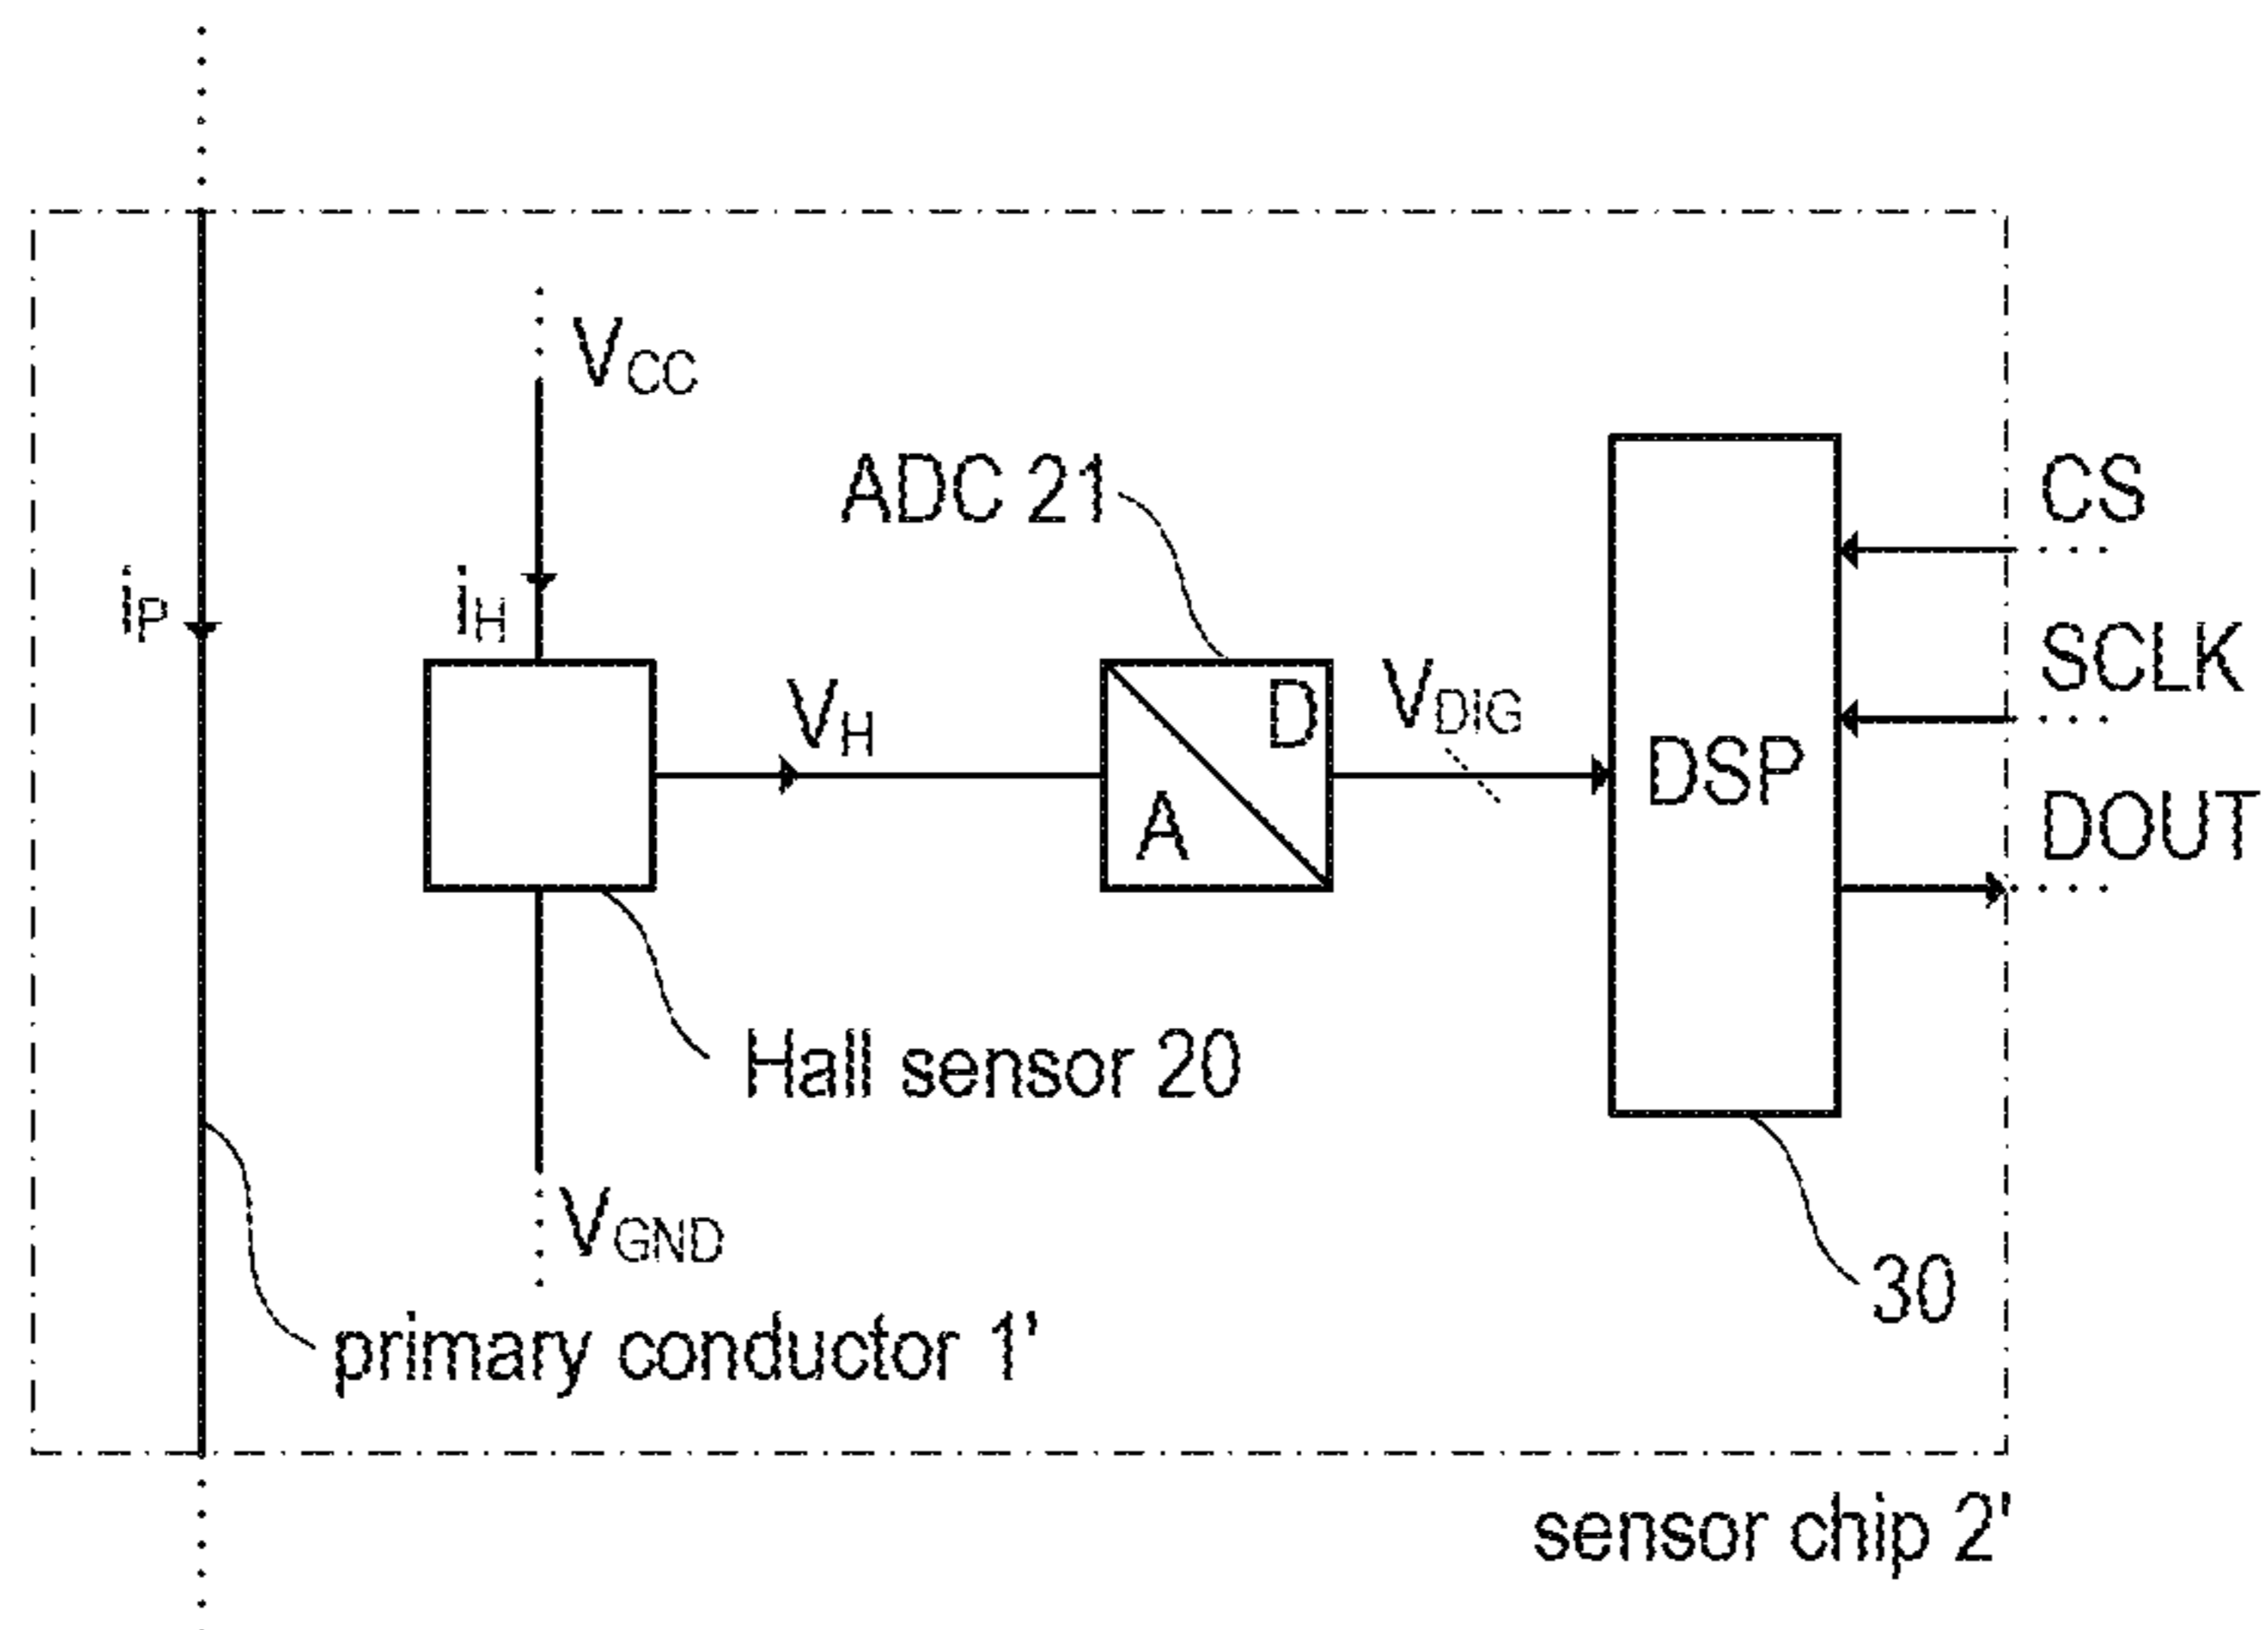 VCC
CS
ADC 21
iP
iH
SCLK
VH
D
VDIG
DSP
A
DOUT
Hall sensor 20
VGND
30
primary conductor 1'
sensor chip 2'